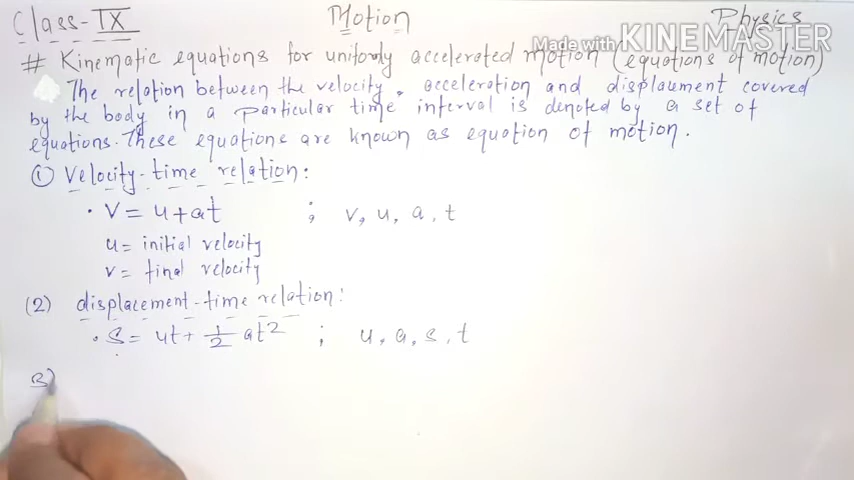 Class-IX Motion Physics
Made with KINEMASTER
# Kinematic equations for uniformly accelerated motion (equations of motion)
The relation between the velocity, acceleration and displaument covered
by the body in a particular time interval is denoted by a set of
equations. These equations are known as equation of motion.
① Velocity-time relation:
• V = u+at ; v, u, a, t
u = initial velocity
v = final velocity
(2) displacement-time relation:
• S = ut + 1/2 at² ; u, a, s, t
3)